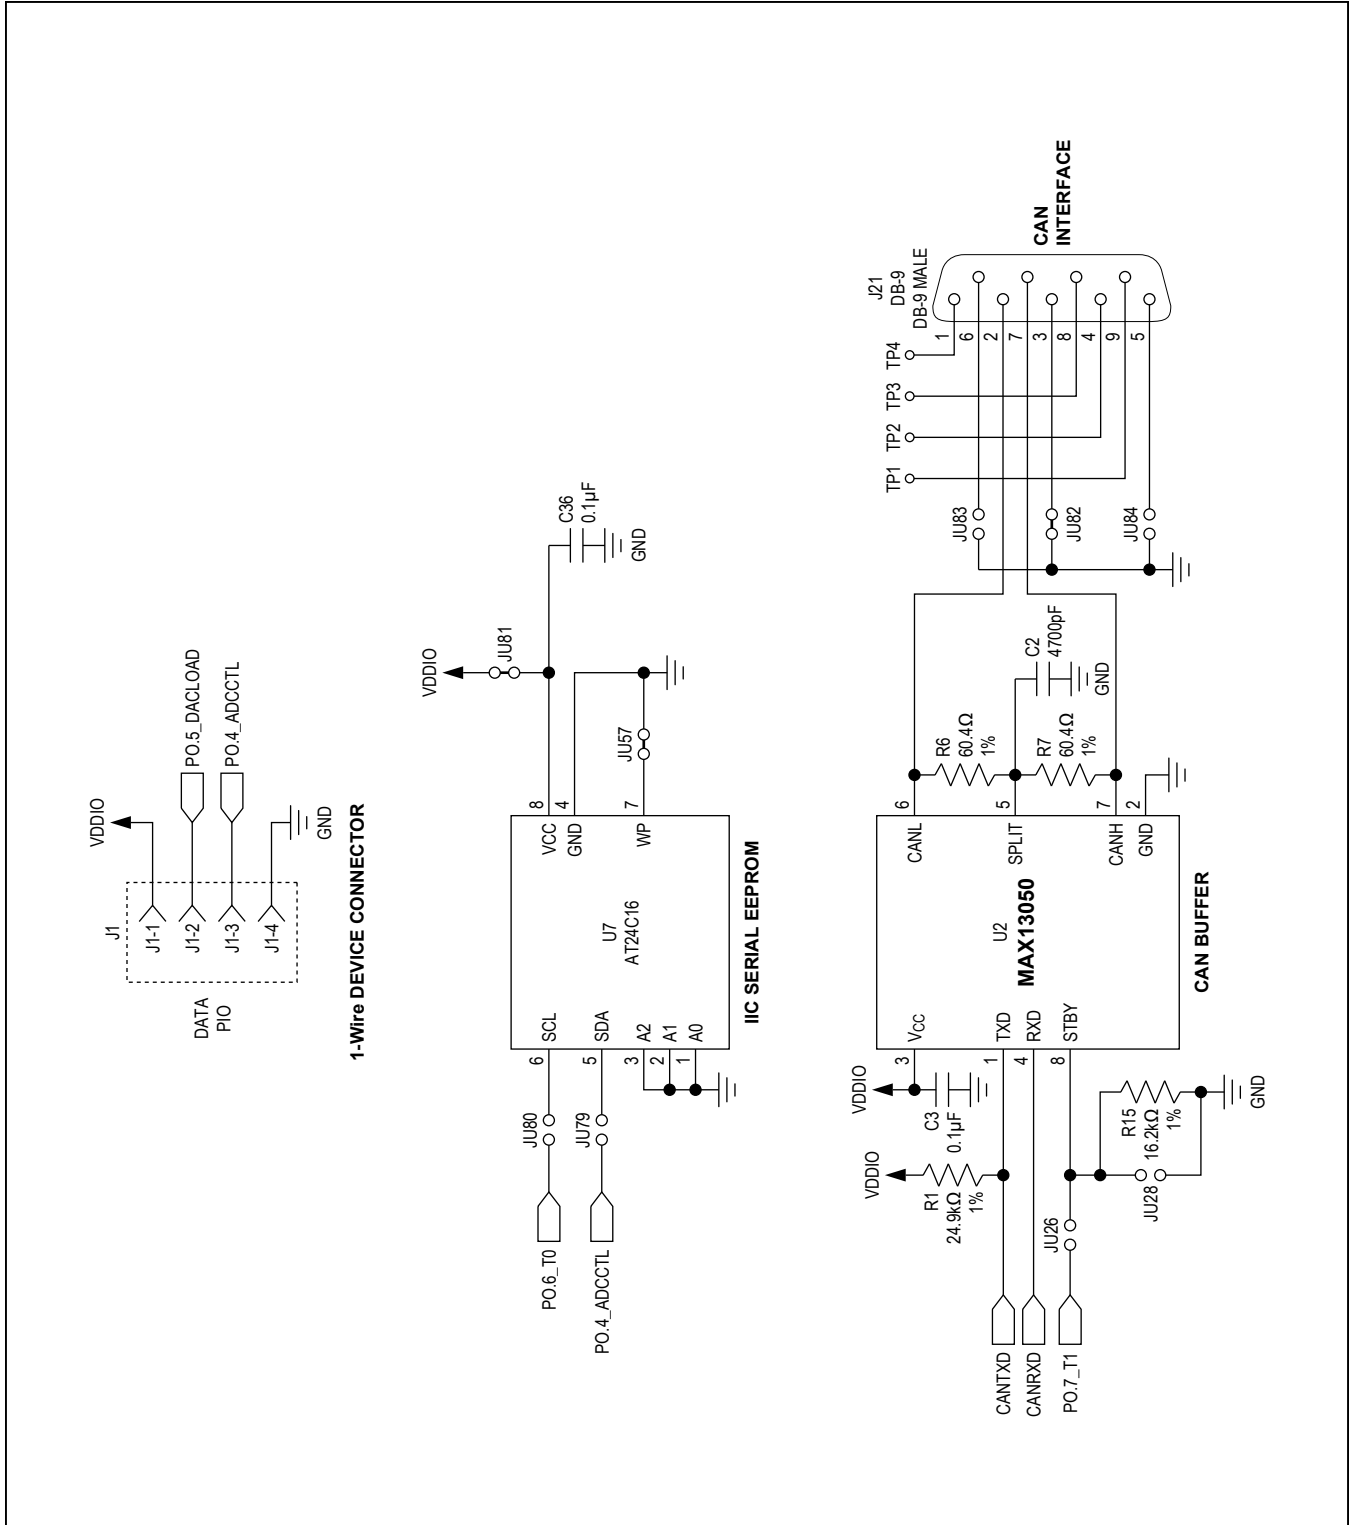 J1
J1-1
J1-2
J1-3
J1-4
DATA
PIO
VDDIO
PO.5_DACLOAD
PO.4_ADCCTL
GND
1-Wire DEVICE CONNECTOR
PO.6_T0
PO.4_ADCCTL
JU80
JU79
6
5
3
2
1
SCL
SDA
A2
A1
A0
U7
AT24C16
VCC
GND
WP
8
4
7
JU57
VDDIO
JU81
C36
0.1µF
GND
IIC SERIAL EEPROM
CANTXD
CANRXD
PO.7_T1
VDDIO
R1
24.9kΩ
1%
VDDIO
C3
0.1µF
JU26
JU28
R15
16.2kΩ
1%
GND
3
1
4
8
VCC
TXD
RXD
STBY
U2
MAX13050
CANL
SPLIT
CANH
GND
6
5
7
2
CAN BUFFER
R6
60.4Ω
1%
R7
60.4Ω
1%
C2
4700pF
GND
JU83
JU82
JU84
TP1
TP2
TP3
TP4
1
6
2
7
3
8
4
9
5
J21
DB-9
DB-9 MALE
CAN
INTERFACE